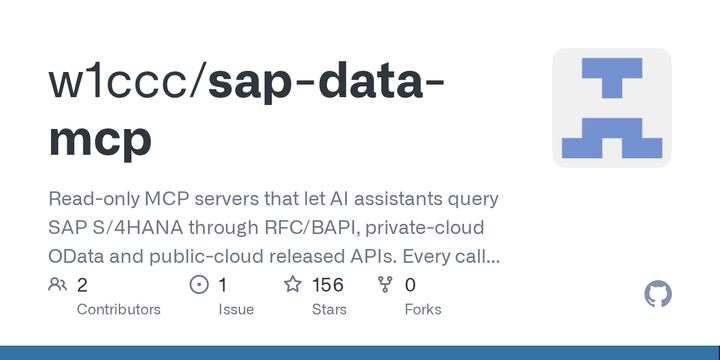 w1ccc/sap-data-
mcp
Read-only MCP servers that let AI assistants query
SAP S/4HANA through RFC/BAPI, private-cloud
OData and public-cloud released APIs. Every call...
2 1 156 0
Contributors Issue Stars Forks